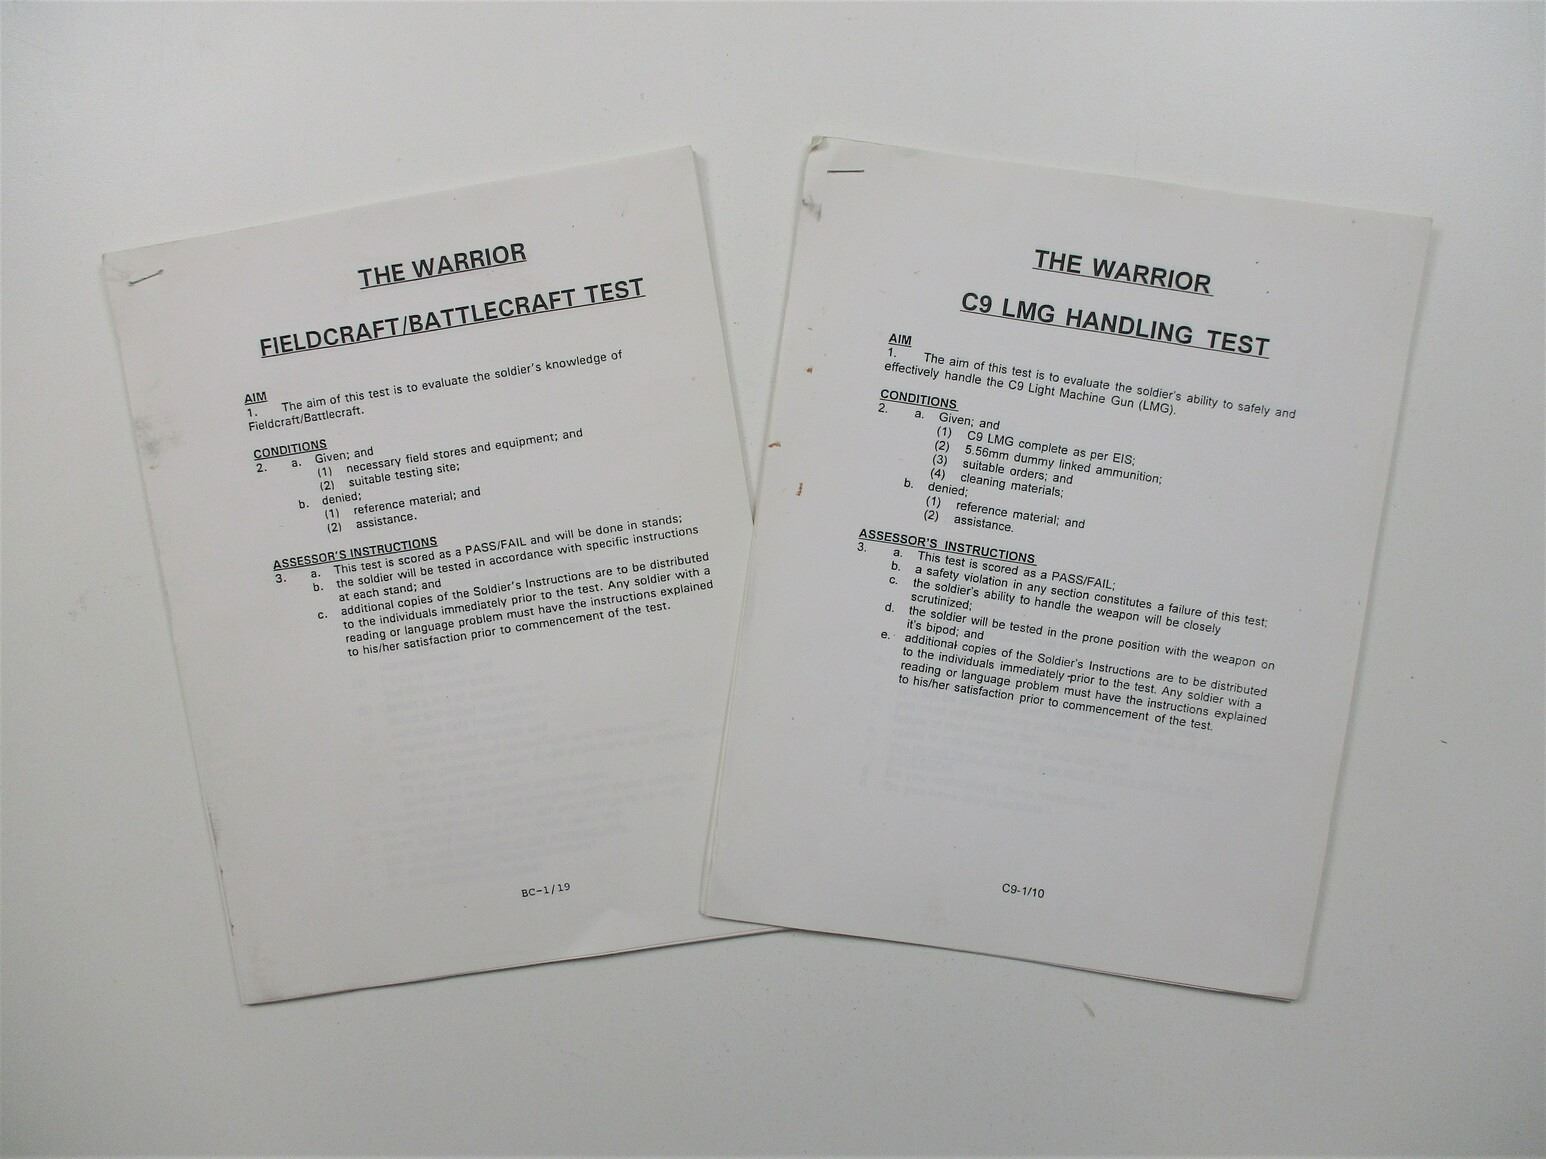 THE WARRIOR
FIELDCRAFT/BATTLECRAFT TEST
AIM
1. The aim of this test is to evaluate the soldier's knowledge of
Fieldcraft/Battlecraft.
CONDITIONS
2. a. Given; and
(1) necessary field stores and equipment; and
(2) suitable testing site;
b. denied;
(1) reference material; and
(2) assistance.
ASSESSOR'S INSTRUCTIONS
3. a. This test is scored as a PASS/FAIL and will be done in stands;
b. the soldier will be tested in accordance with specific instructions
at each stand; and
c. additional copies of the Soldier's Instructions are to be distributed
to the individuals immediately prior to the test. Any soldier with a
reading or language problem must have the instructions explained
to his/her satisfaction prior to commencement of the test.
BC-1/19
THE WARRIOR
C9 LMG HANDLING TEST
AIM
1. The aim of this test is to evaluate the soldier's ability to safely and
effectively handle the C9 Light Machine Gun (LMG).
CONDITIONS
2. a. Given; and
(1) C9 LMG complete as per EIS;
(2) 5.56mm dummy linked ammunition;
(3) suitable orders; and
(4) cleaning materials;
b. denied;
(1) reference material; and
(2) assistance.
ASSESSOR'S INSTRUCTIONS
3. a. This test is scored as a PASS/FAIL;
b. a safety violation in any section constitutes a failure of this test;
c. the soldier's ability to handle the weapon will be closely
scrutinized;
d. the soldier will be tested in the prone position with the weapon on
it's bipod; and
e. additional copies of the Soldier's Instructions are to be distributed
to the individuals immediately prior to the test. Any soldier with a
reading or language problem must have the instructions explained
to his/her satisfaction prior to commencement of the test.
C9-1/10